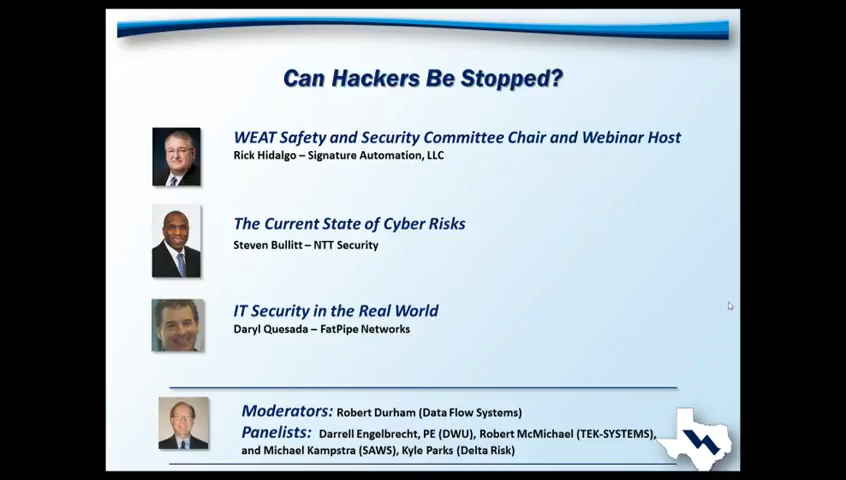 Can Hackers Be Stopped?
WEAT Safety and Security Committee Chair and Webinar Host
Rick Hidalgo – Signature Automation, LLC
The Current State of Cyber Risks
Steven Bullitt – NTT Security
IT Security in the Real World
Daryl Quesada – FatPipe Networks
Moderators: Robert Durham (Data Flow Systems)
Panelists: Darrell Engelbrecht, PE (DWU), Robert McMichael (TEK-SYSTEMS),
and Michael Kampstra (SAWS), Kyle Parks (Delta Risk)